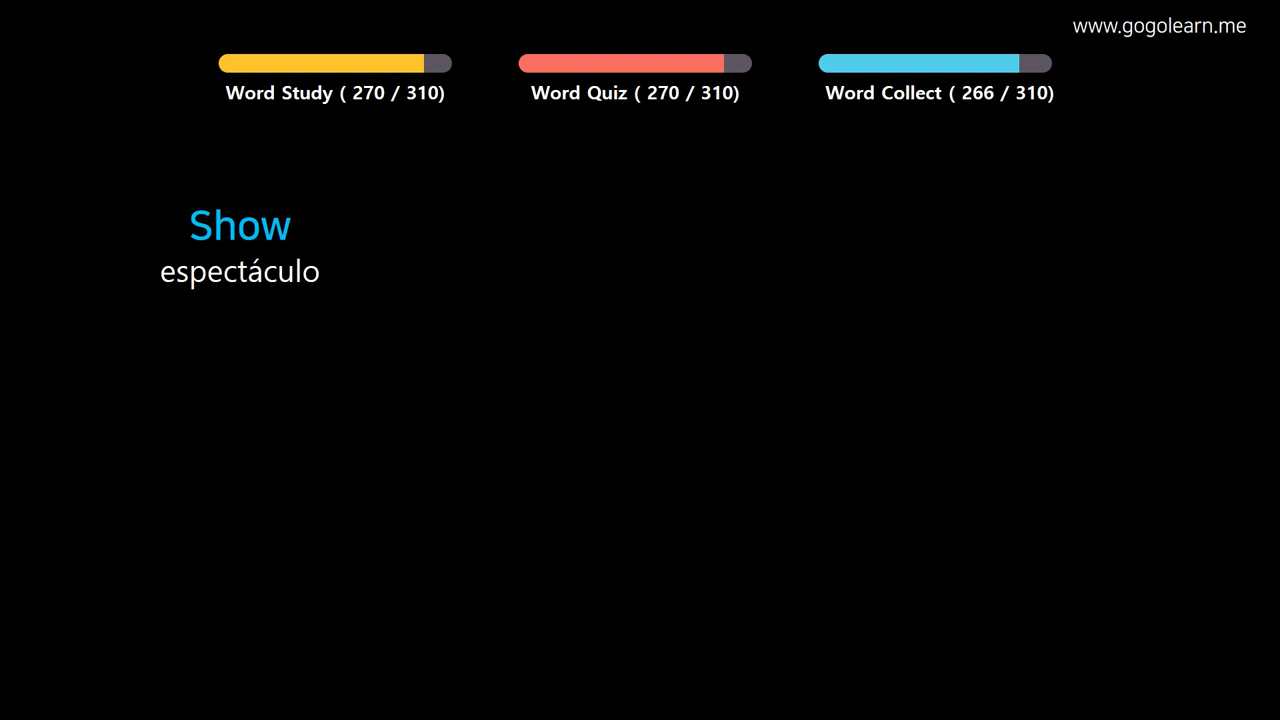 www.gogolearn.me
Word Study ( 270 / 310)
Word Quiz ( 270 / 310)
Word Collect ( 266 / 310)
Show
espectáculo